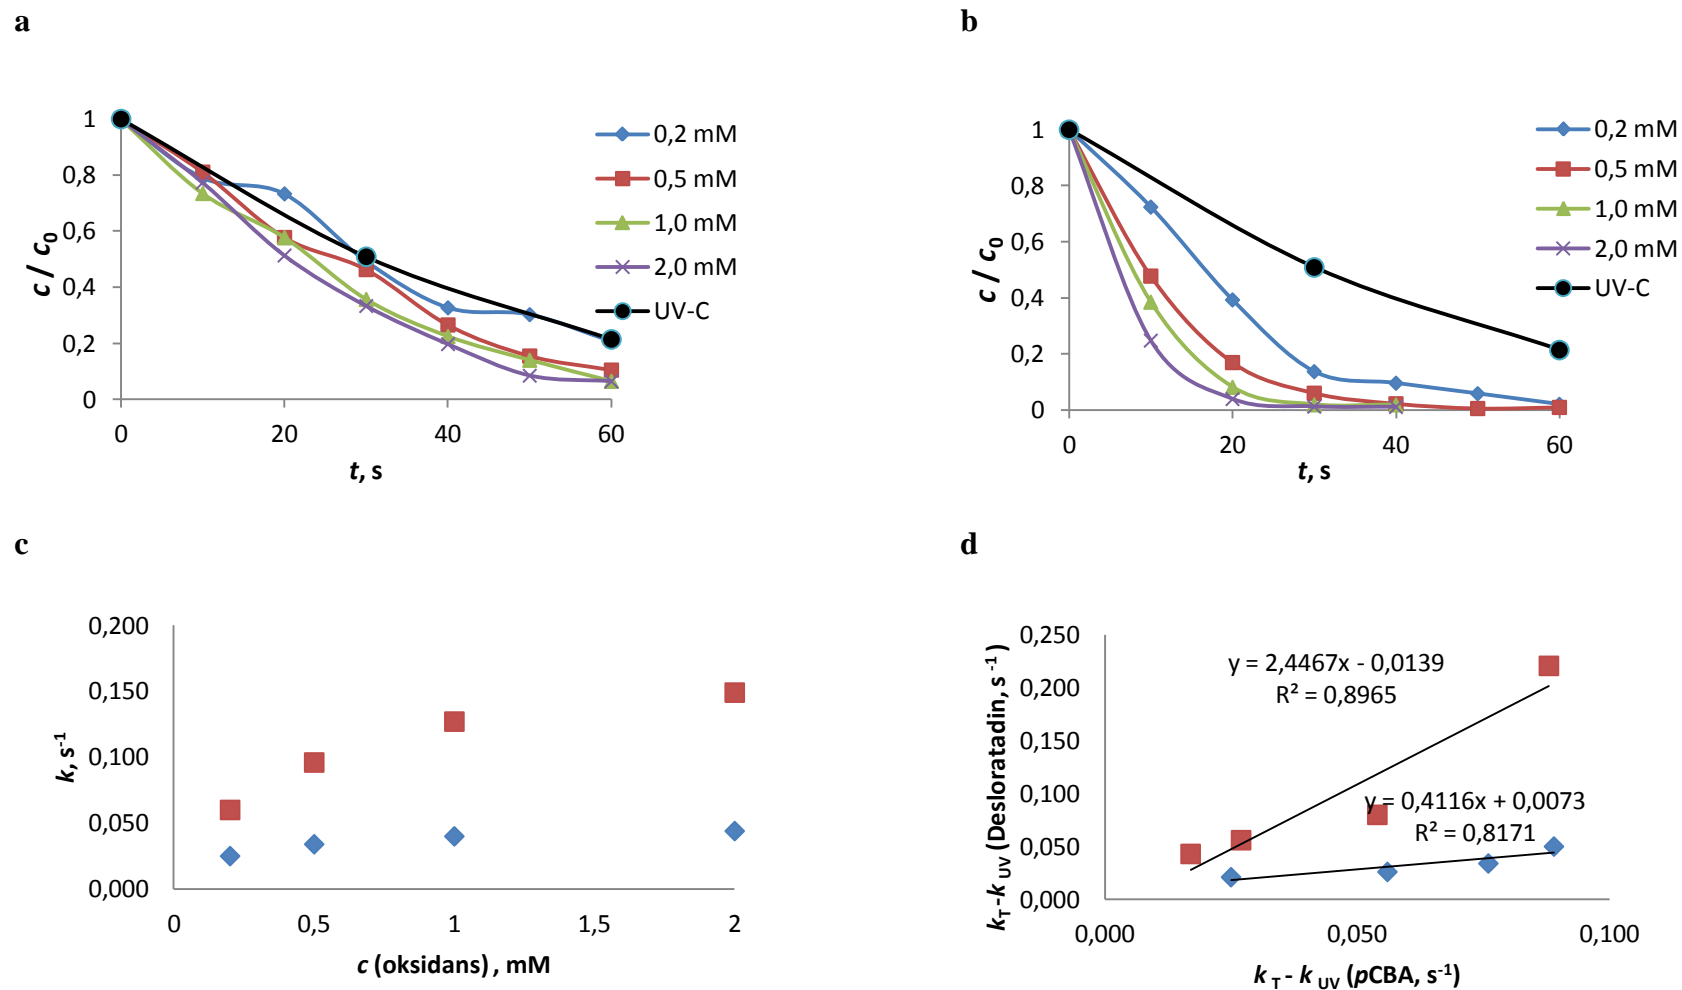 a
1
0,8
0,6
0,4
0,2
0
0
20
40
60
c / c0
t, s
0,2 mM
0,5 mM
1,0 mM
2,0 mM
UV-C
b
1
0,8
0,6
0,4
0,2
0
0
20
40
60
c / c0
t, s
0,2 mM
0,5 mM
1,0 mM
2,0 mM
UV-C
c
0,200
0,150
0,100
0,050
0,000
0
0,5
1
1,5
2
k, s-1
c (oksidans) , mM
d
0,250
0,200
0,150
0,100
0,050
0,000
0,000
0,050
0,100
kT-k UV (Desloratadin, s -1)
k T - k UV (pCBA, s-1)
y = 2,4467x - 0,0139
R² = 0,8965
y = 0,4116x + 0,0073
R² = 0,8171